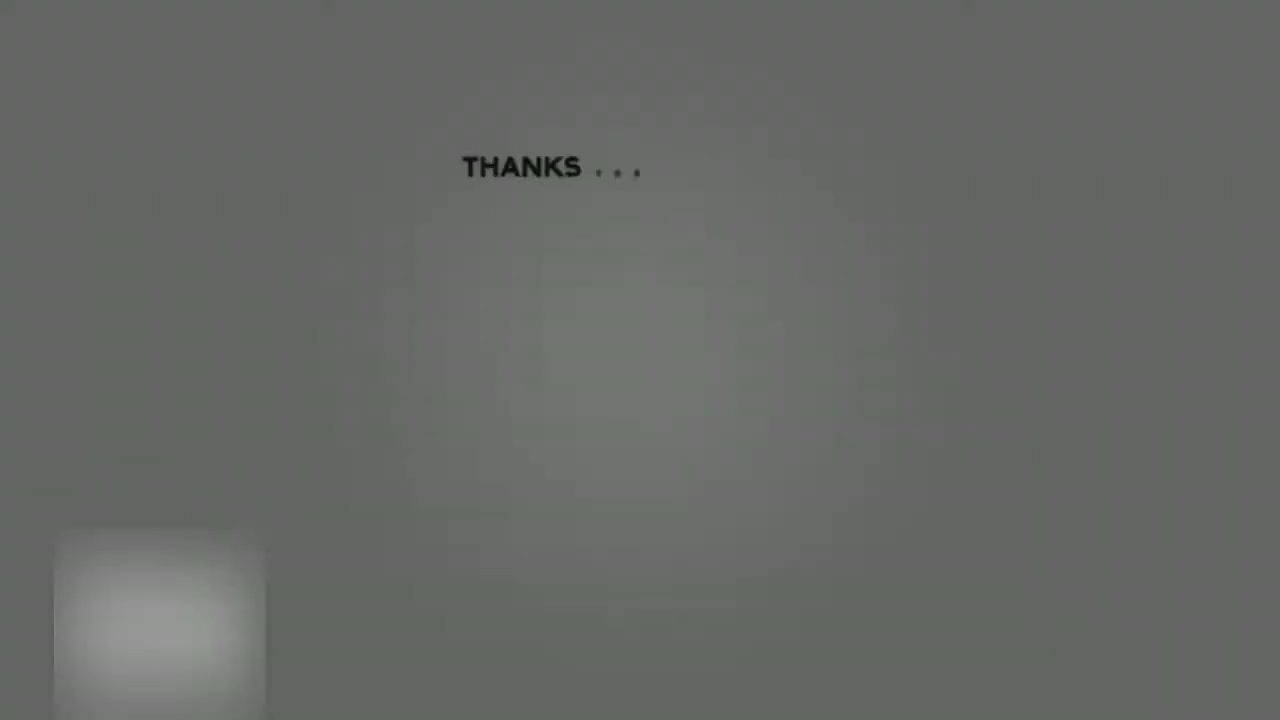 THANKS . . .